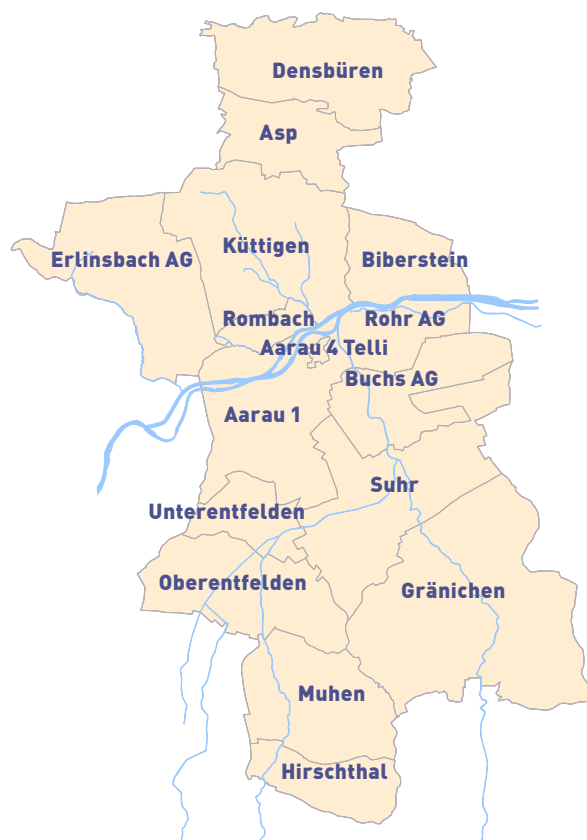 Densbüren
Asp
Küttigen
Erlinsbach AG
Biberstein
Rombach
Rohr AG
Aarau 4 Telli
Buchs AG
Aarau 1
Suhr
Unterentfelden
Oberentfelden
Gränichen
Muhen
Hirschthal